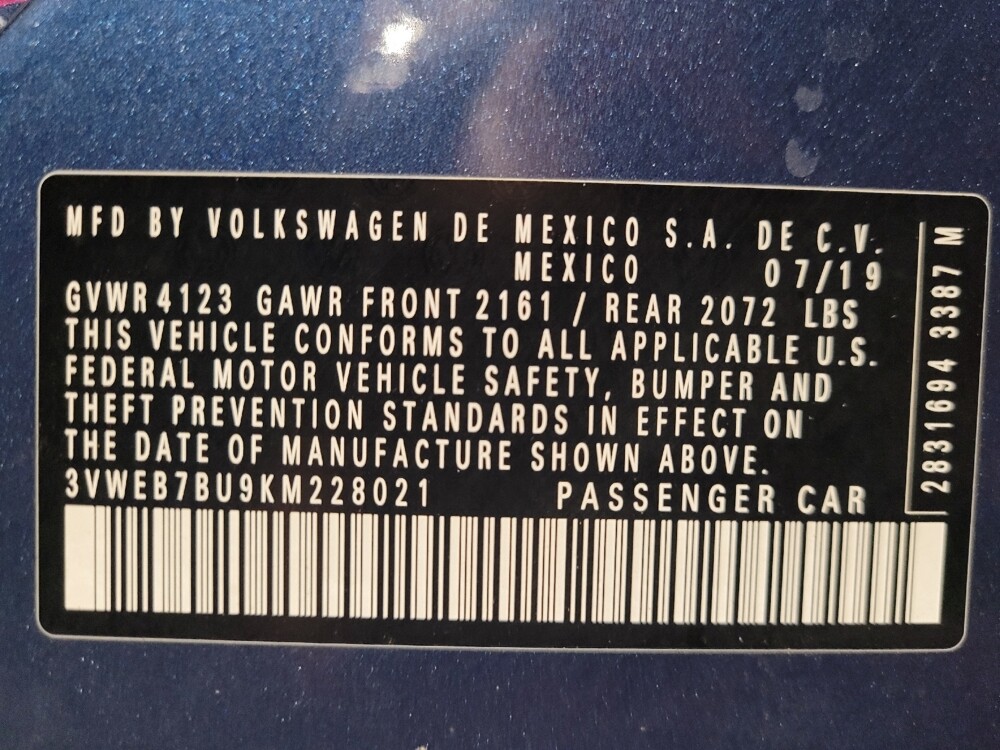 MFD BY VOLKSWAGEN DE MEXICO S.A. DE C.V.
MEXICO 07/19
GVWR 4123 GAWR FRONT 2161 / REAR 2072 LBS
THIS VEHICLE CONFORMS TO ALL APPLICABLE U.S.
FEDERAL MOTOR VEHICLE SAFETY, BUMPER AND
THEFT PREVENTION STANDARDS IN EFFECT ON
THE DATE OF MANUFACTURE SHOWN ABOVE.
3VWEB7BU9KM228021 PASSENGER CAR
2831694 3387 M